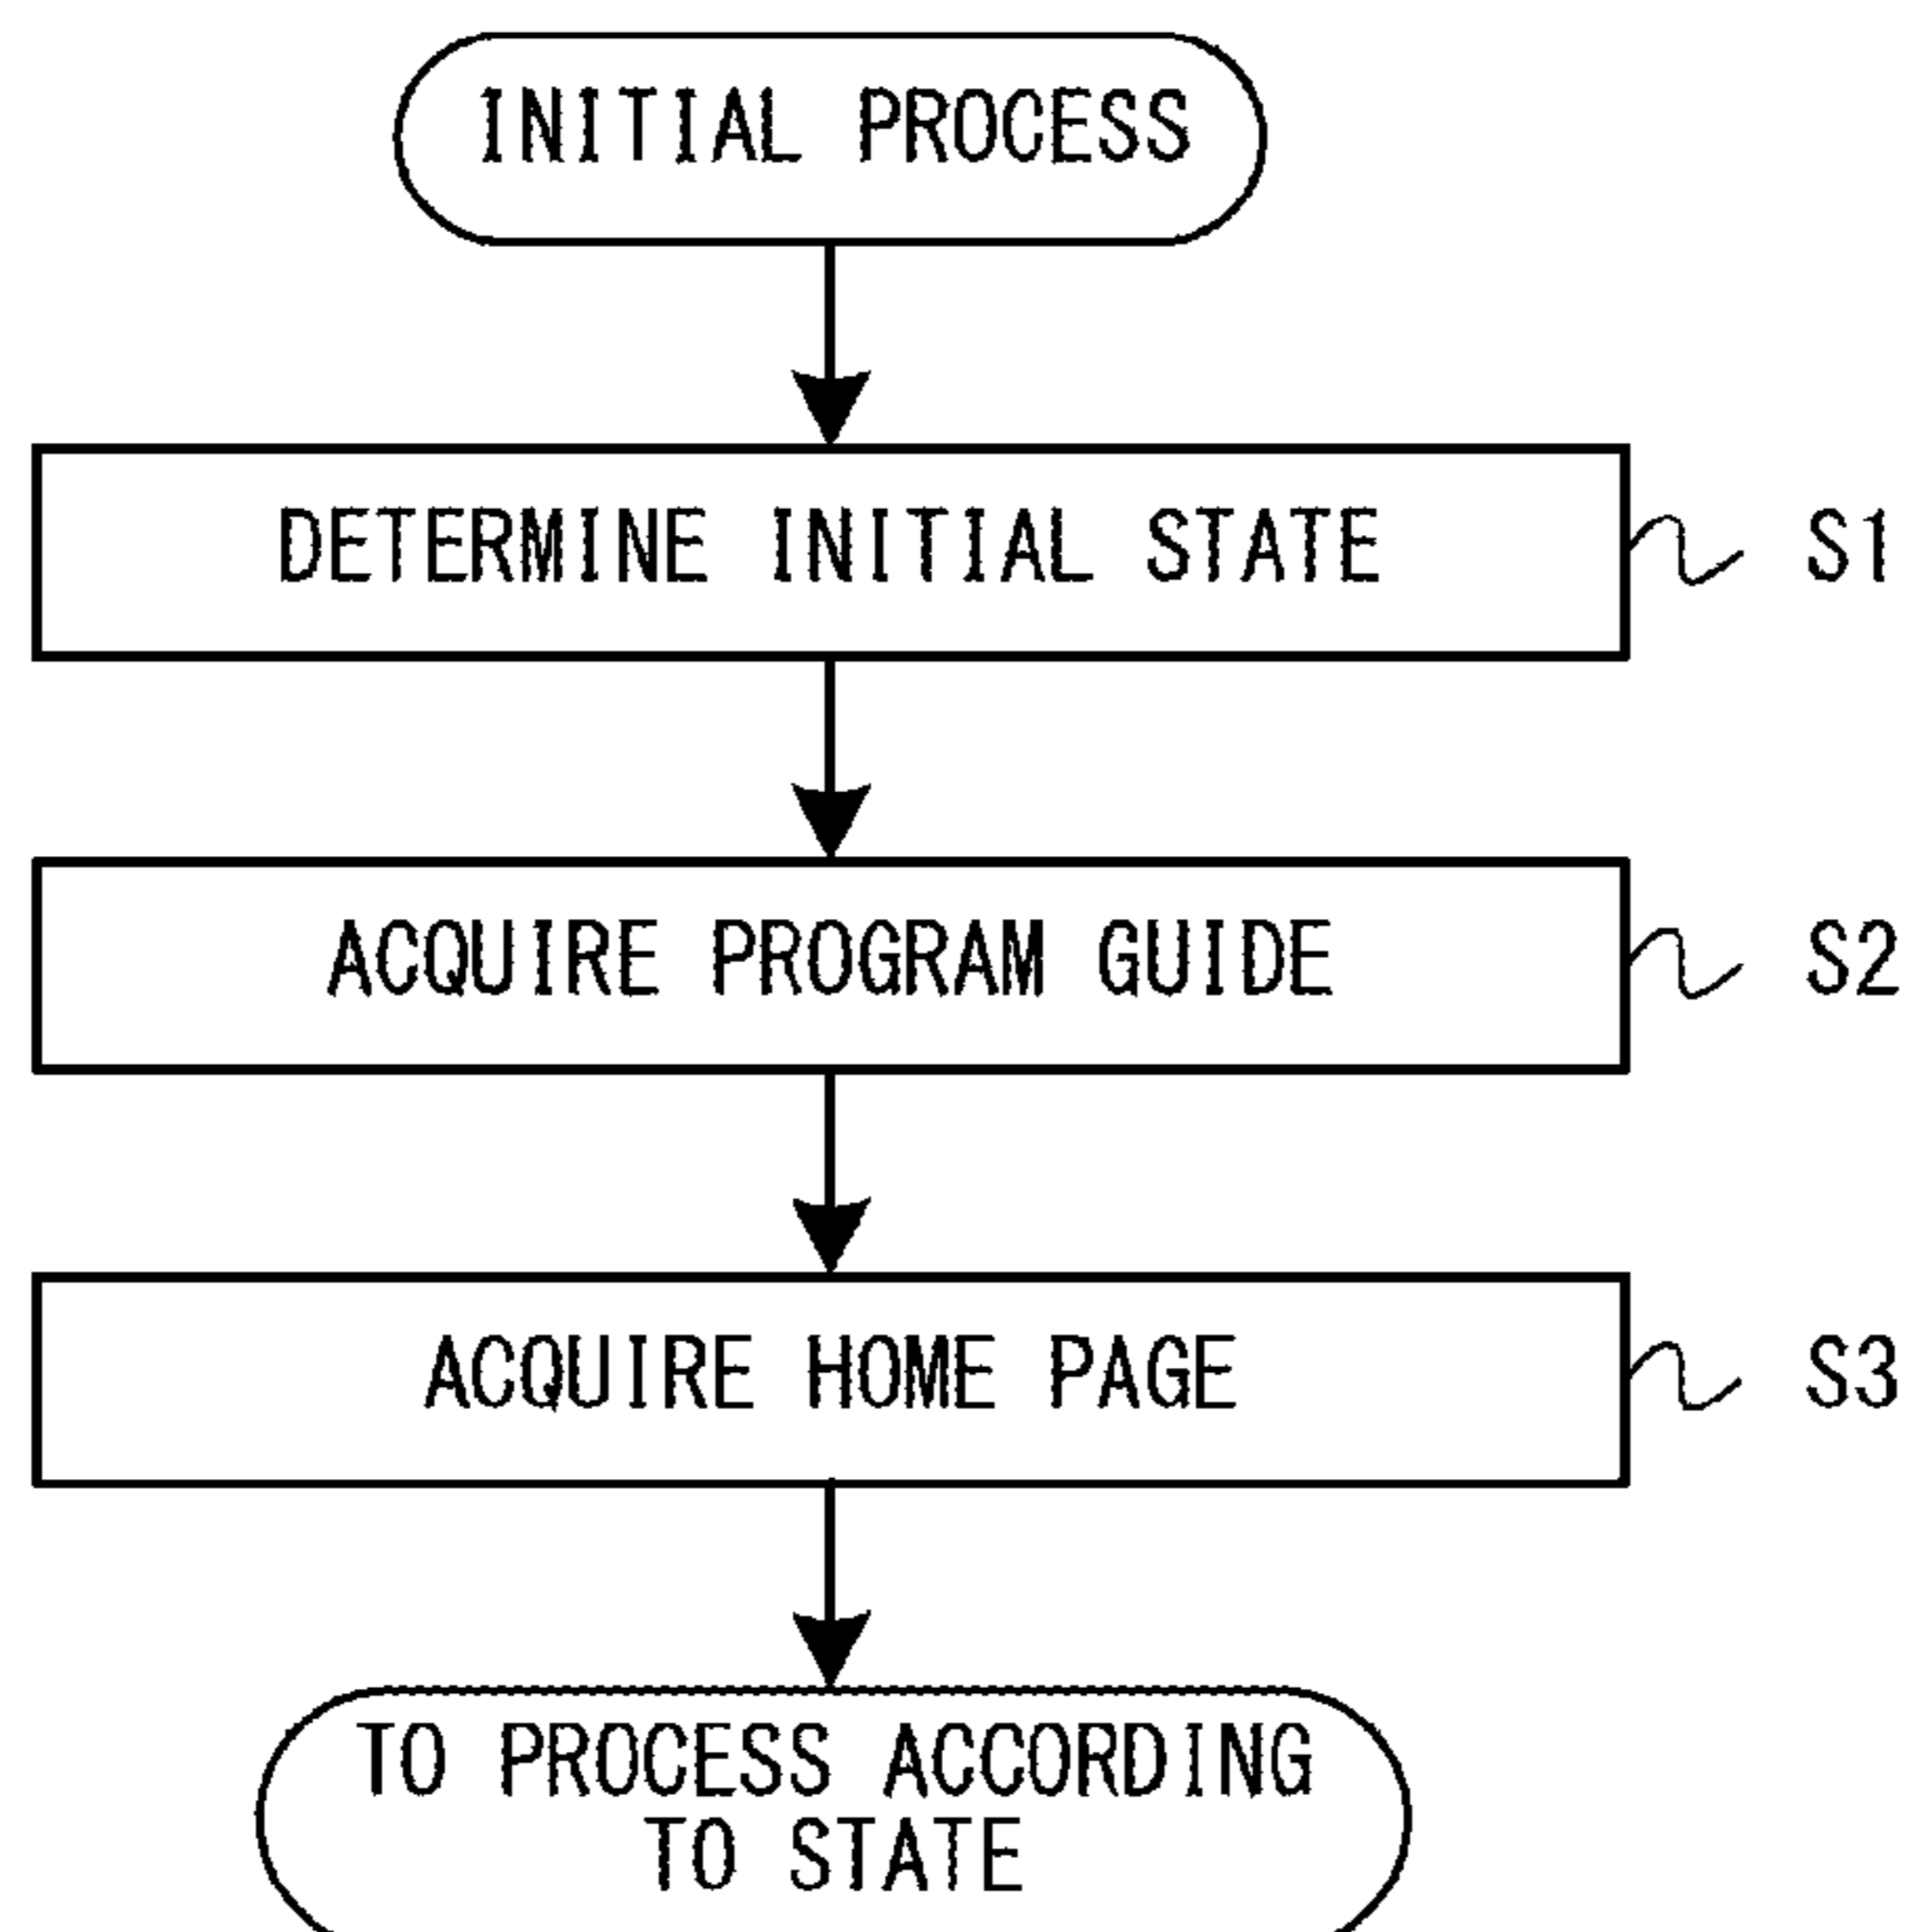 INITIAL PROCESS
DETERMINE INITIAL STATE
S1
ACQUIRE PROGRAM GUIDE
S2
ACQUIRE HOME PAGE
S3
TO PROCESS ACCORDING
TO STATE